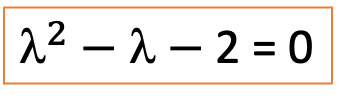 λ² − λ − 2 = 0